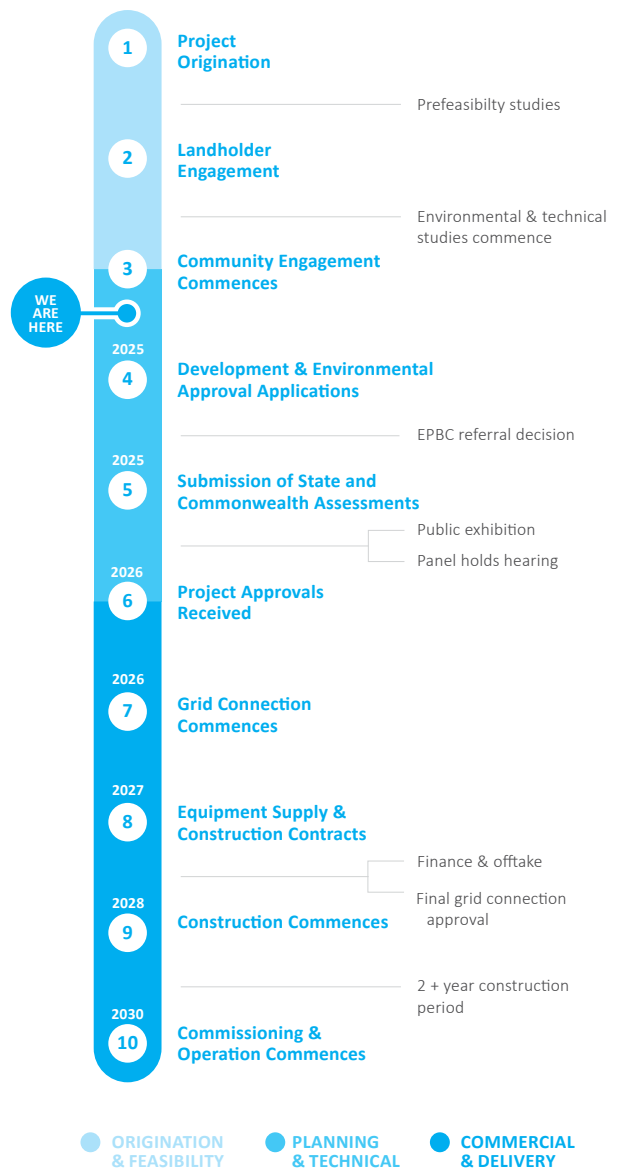 1
Project
Origination
Prefeasibilty studies
2
Landholder
Engagement
Environmental & technical
studies commence
3
Community Engagement
Commences
WE
ARE
HERE
2025
4
Development & Environmental
Approval Applications
EPBC referral decision
2025
5
Submission of State and
Commonwealth Assessments
Public exhibition
Panel holds hearing
2026
6
Project Approvals
Received
2026
7
Grid Connection
Commences
2027
8
Equipment Supply &
Construction Contracts
Finance & offtake
Final grid connection
approval
2028
9
Construction Commences
2 + year construction
period
2030
10
Commissioning &
Operation Commences
ORIGINATION
& FEASIBILITY
PLANNING
& TECHNICAL
COMMERCIAL
& DELIVERY